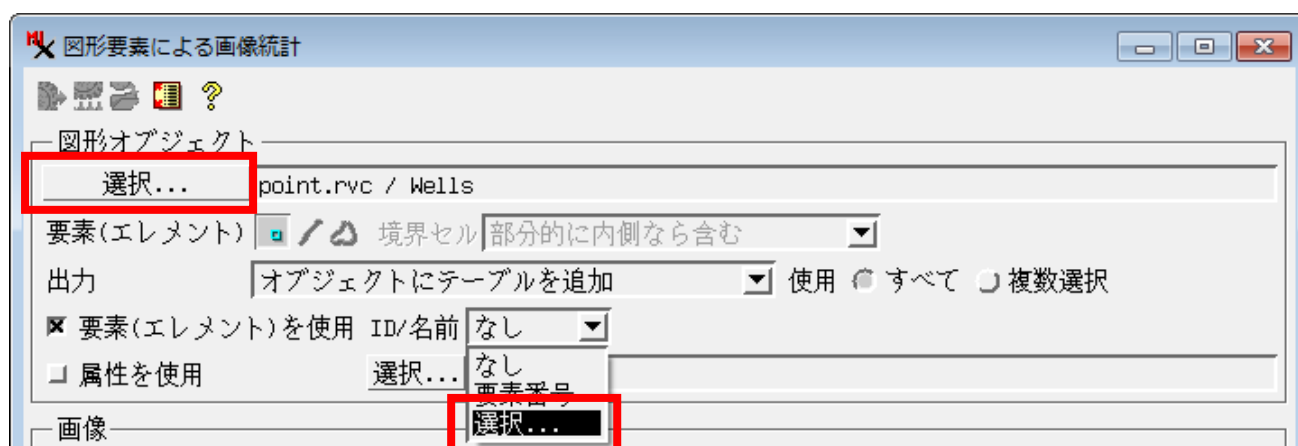 図形要素による画像統計
図形オブジェクト
選択... point.rvc / Wells
要素(エレメント) 境界セル 部分的に内側なら含む
出力 オブジェクトにテーブルを追加 使用 すべて 複数選択
要素(エレメント)を使用 ID/名前 なし
属性を使用 選択... なし
要素番号
選択...
画像